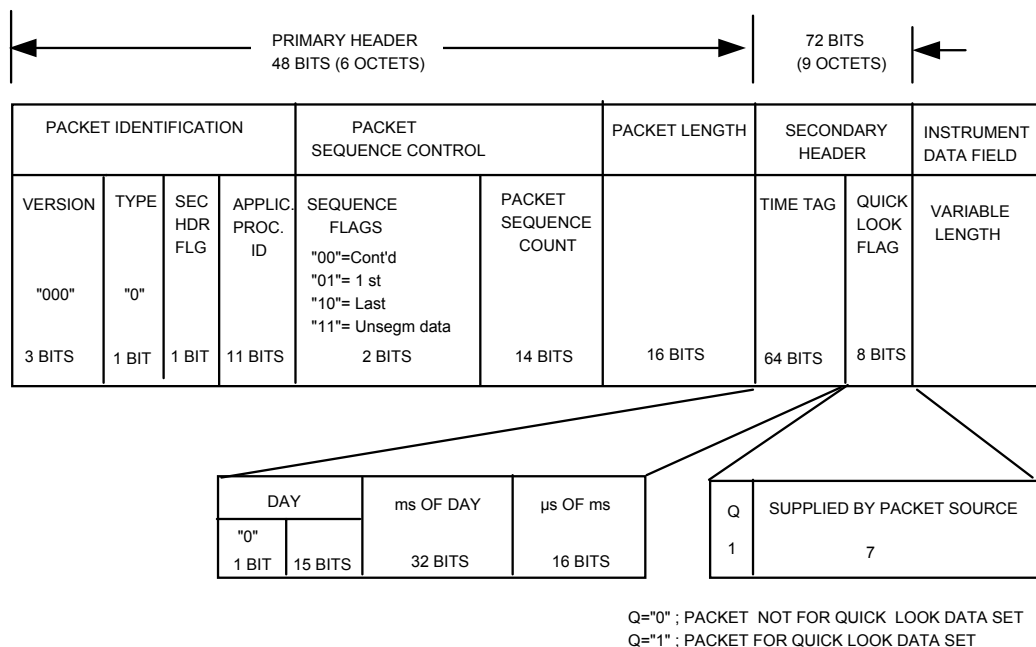 PRIMARY HEADER
48 BITS (6 OCTETS)
72 BITS
(9 OCTETS)
PACKET IDENTIFICATION
PACKET
SEQUENCE CONTROL
PACKET LENGTH
SECONDARY
HEADER
INSTRUMENT
DATA FIELD
VERSION
"000"
3 BITS
TYPE
"0"
1 BIT
SEC
HDR
FLG
1 BIT
APPLIC.
PROC.
ID
11 BITS
SEQUENCE
FLAGS
"00"=Cont'd
"01"= 1 st
"10"= Last
"11"= Unsegm data
2 BITS
PACKET
SEQUENCE
COUNT
14 BITS
16 BITS
TIME TAG
64 BITS
QUICK
LOOK
FLAG
8 BITS
VARIABLE
LENGTH
DAY
"0"
1 BIT
15 BITS
ms OF DAY
32 BITS
µs OF ms
16 BITS
Q
1
SUPPLIED BY PACKET SOURCE
7
Q="0" ; PACKET NOT FOR QUICK LOOK DATA SET
Q="1" ; PACKET FOR QUICK LOOK DATA SET